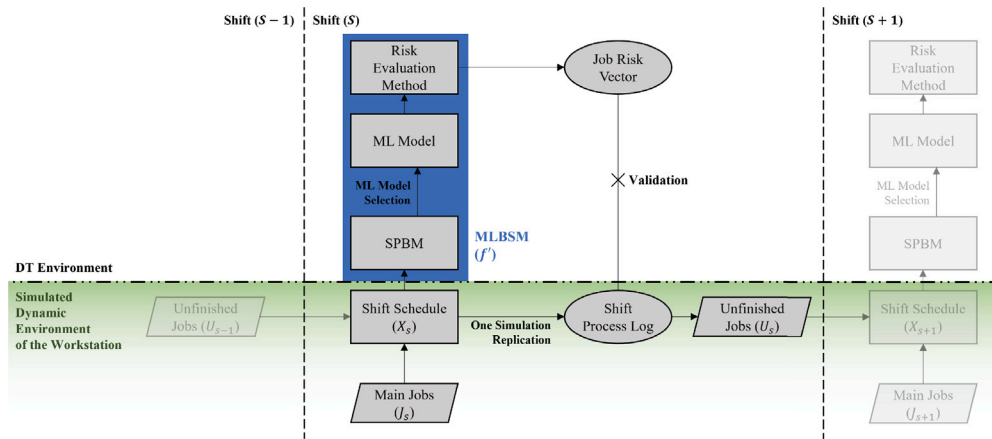 Shift (S − 1)
Shift (S)
Shift (S + 1)
Risk
Evaluation
Method
Job Risk
Vector
Risk
Evaluation
Method
ML Model
ML Model
ML Model
Selection
Validation
ML Model
Selection
SPBM
MLBSM
(f′)
SPBM
DT Environment
Simulated
Dynamic
Environment
of the Workstation
Unfinished
Jobs (U_{s−1})
Shift Schedule
(X_s)
One Simulation
Replication
Shift
Process Log
Unfinished
Jobs (U_s)
Shift Schedule
(X_{s+1})
Main Jobs
(J_s)
Main Jobs
(J_{s+1})